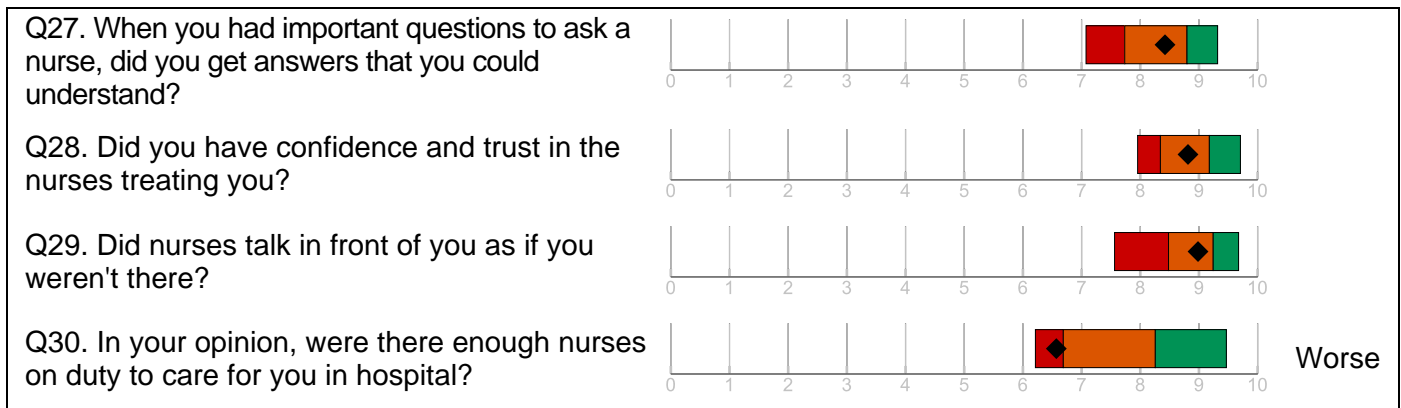 Q27. When you had important questions to ask a
nurse, did you get answers that you could
understand?
0 1 2 3 4 5 6 7 8 9 10
Q28. Did you have confidence and trust in the
nurses treating you?
0 1 2 3 4 5 6 7 8 9 10
Q29. Did nurses talk in front of you as if you
weren't there?
0 1 2 3 4 5 6 7 8 9 10
Q30. In your opinion, were there enough nurses
on duty to care for you in hospital?
Worse
0 1 2 3 4 5 6 7 8 9 10